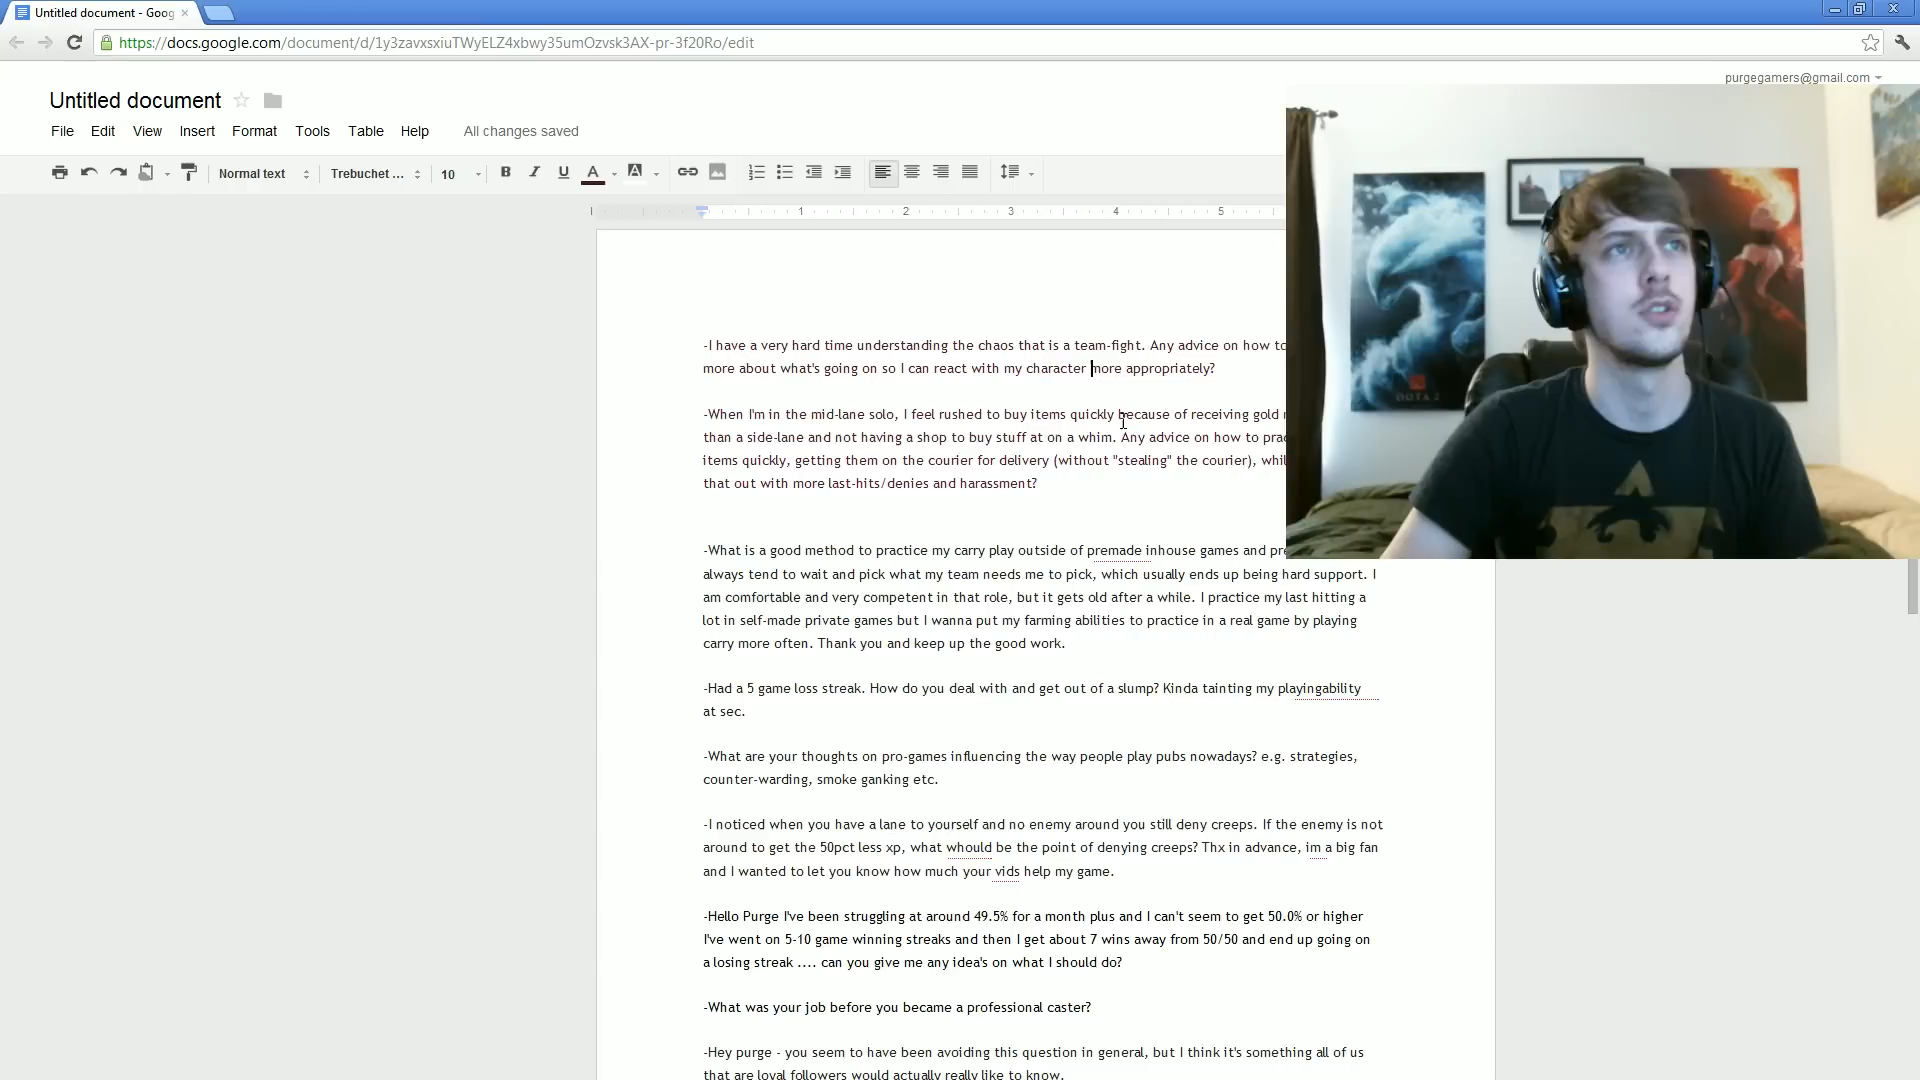 Untitled document - Goog
https://docs.google.com/document/d/1y3zavxsxiuTWyELZ4xbwy35umOzvsk3AX-pr-3f20Ro/edit
purgegamers@gmail.com
Untitled document
File Edit View Insert Format Tools Table Help All changes saved
Normal text Trebuchet ... 10 B I U A A
1 2 3 4 5
-I have a very hard time understanding the chaos that is a team-fight. Any advice on how to
more about what's going on so I can react with my character more appropriately?
-When I'm in the mid-lane solo, I feel rushed to buy items quickly because of receiving gold
than a side-lane and not having a shop to buy stuff at on a whim. Any advice on how to
items quickly, getting them on the courier for delivery (without "stealing" the courier),
that out with more last-hits/denies and harassment?
-What is a good method to practice my carry play outside of premade inhouse games and
always tend to wait and pick what my team needs me to pick, which usually ends up being hard support. I
am comfortable and very competent in that role, but it gets old after a while. I practice my last hitting a
lot in self-made private games but I wanna put my farming abilities to practice in a real game by playing
carry more often. Thank you and keep up the good work.
-Had a 5 game loss streak. How do you deal with and get out of a slump? Kinda tainting my playingability
at sec.
-What are your thoughts on pro-games influencing the way people play pubs nowadays? e.g. strategies,
counter-warding, smoke ganking etc.
-I noticed when you have a lane to yourself and no enemy around you still deny creeps. If the enemy is not
around to get the 50pct less xp, what whould be the point of denying creeps? Thx in advance, im a big fan
and I wanted to let you know how much your vids help my game.
-Hello Purge I've been struggling at around 49.5% for a month plus and I can't seem to get 50.0% or higher
I've went on 5-10 game winning streaks and then I get about 7 wins away from 50/50 and end up going on
a losing streak .... can you give me any idea's on what I should do?
-What was your job before you became a professional caster?
-Hey purge - you seem to have been avoiding this question in general, but I think it's something all of us
that are loyal followers would actually really like to know.
DOTA 2